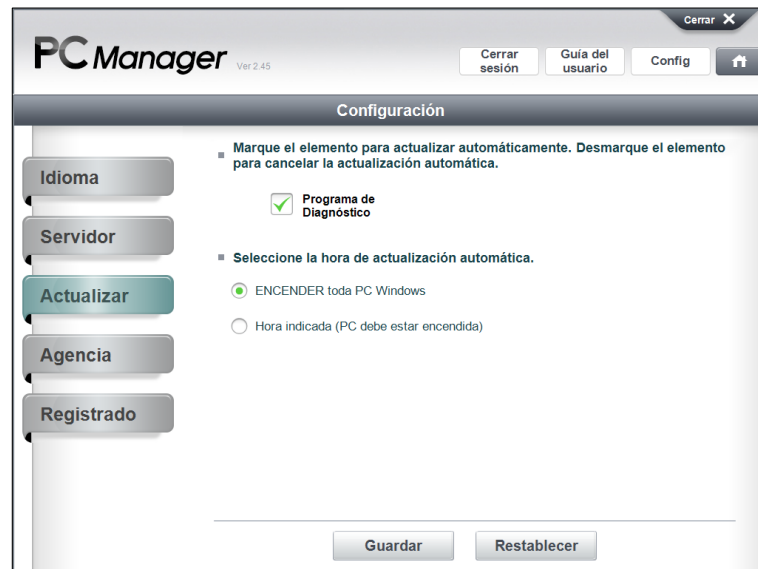 Cerrar ✕
PC Manager Ver 2.45
Cerrar
sesión
Guía del
usuario
Config
Configuración
Idioma
Servidor
Actualizar
Agencia
Registrado
Marque el elemento para actualizar automáticamente. Desmarque el elemento
para cancelar la actualización automática.
Programa de
Diagnóstico
Seleccione la hora de actualización automática.
ENCENDER toda PC Windows
Hora indicada (PC debe estar encendida)
Guardar
Restablecer